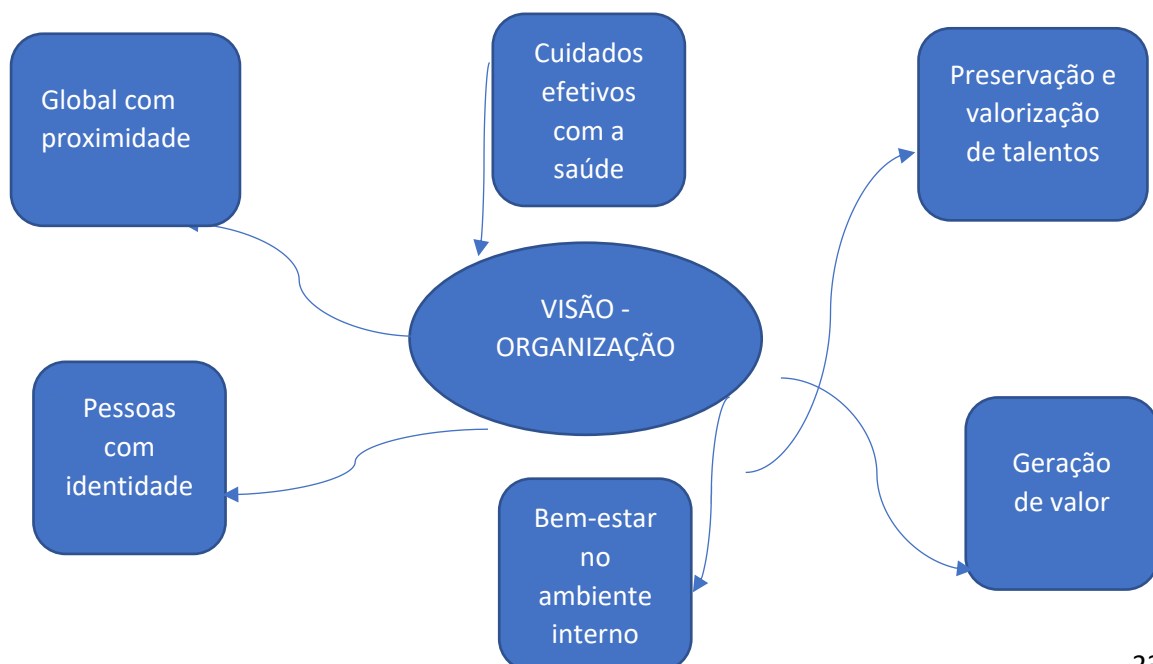 Global com
proximidade
Cuidados
efetivos
com a
saúde
Preservação e
valorização
de talentos
VISÃO -
ORGANIZAÇÃO
Pessoas
com
identidade
Bem-estar
no
ambiente
interno
Geração
de valor